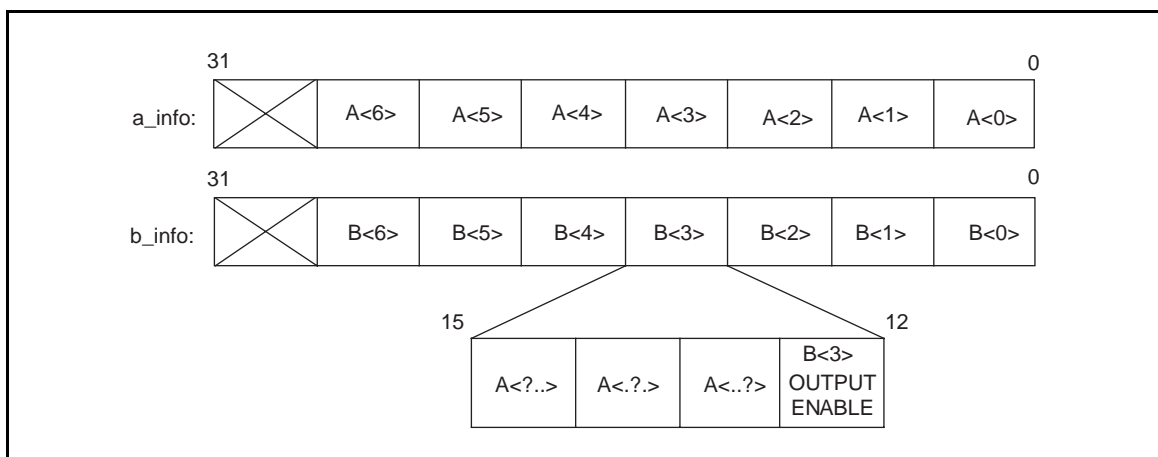 31 0
a_info: A<6> A<5> A<4> A<3> A<2> A<1> A<0>
31 0
b_info: B<6> B<5> B<4> B<3> B<2> B<1> B<0>
15 12
A<?..> A<.?.> A<..?> B<3>
OUTPUT
ENABLE